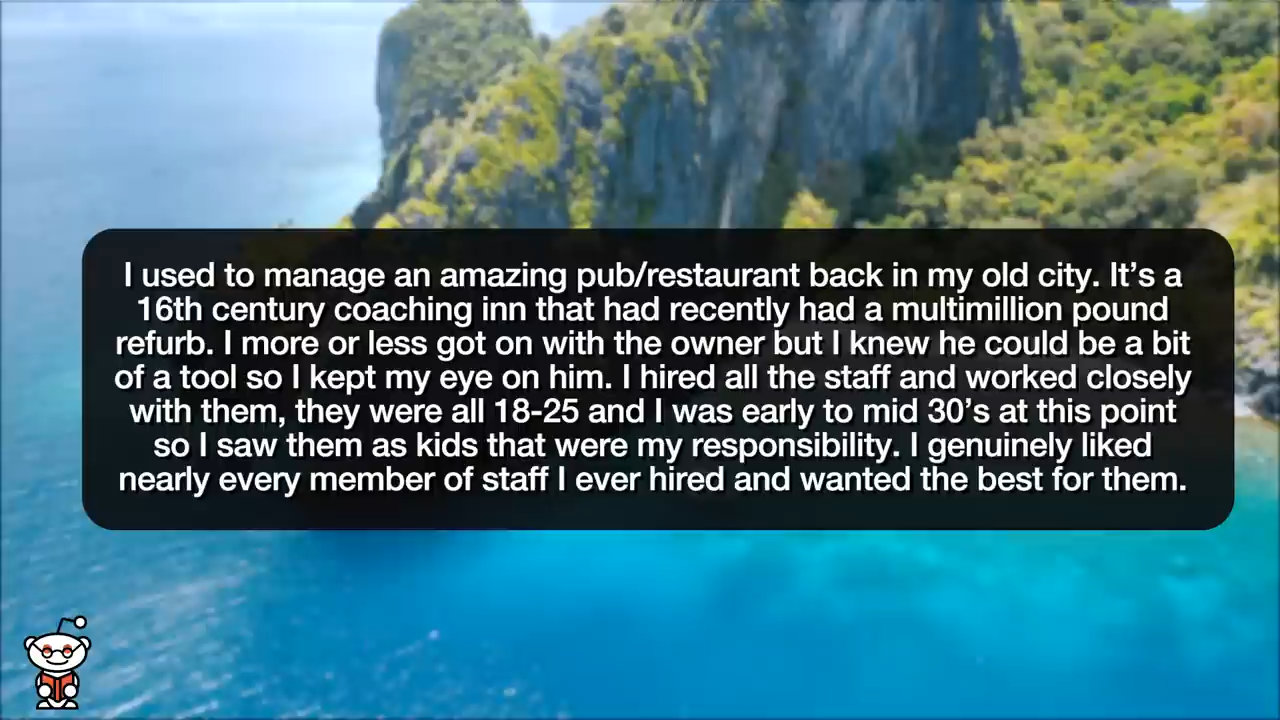 I used to manage an amazing pub/restaurant back in my old city. It’s a
16th century coaching inn that had recently had a multimillion pound
refurb. I more or less got on with the owner but I knew he could be a bit
of a tool so I kept my eye on him. I hired all the staff and worked closely
with them, they were all 18-25 and I was early to mid 30’s at this point
so I saw them as kids that were my responsibility. I genuinely liked
nearly every member of staff I ever hired and wanted the best for them.